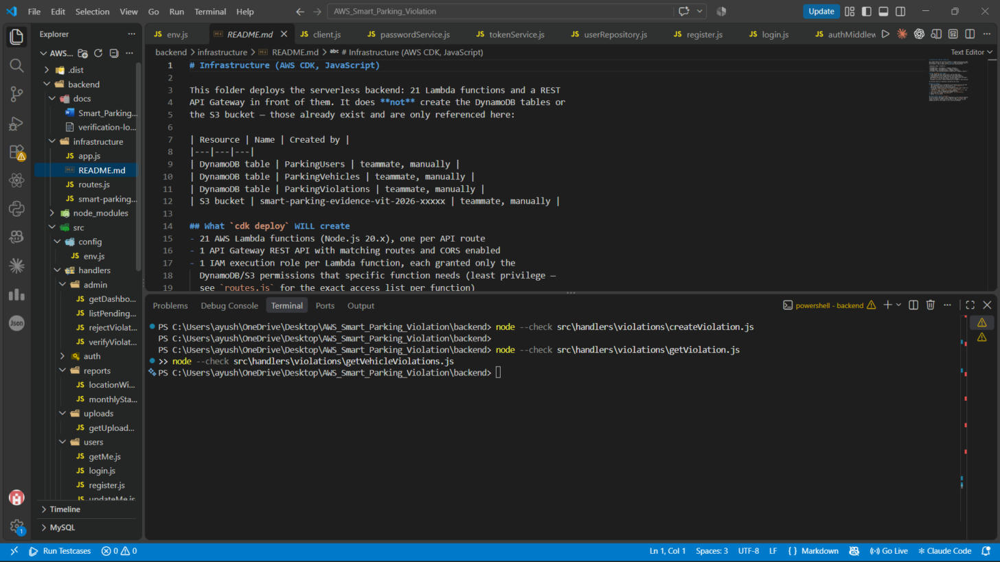 File Edit Selection View Go Run Terminal Help
AWS_Smart_Parking_Violation
Update
Explorer
AWS...
.dist
backend
docs
Smart_Parking...
verification-lo...
infrastructure
app.js
README.md
routes.js
smart-parking...
node_modules
src
config
env.js
handlers
admin
getDashbo...
listPending...
rejectViolat...
verifyViolat...
auth
reports
locationWi...
monthlySta...
uploads
getUpload...
users
getMe.js
login.js
register.js
updateMe.js
Timeline
MySQL
JS env.js
README.md
JS client.js
JS passwordService.js
JS tokenService.js
JS userRepository.js
JS register.js
JS login.js
JS authMiddlew
backend > infrastructure > README.md > abc # Infrastructure (AWS CDK, JavaScript)
Text Editor
1 # Infrastructure (AWS CDK, JavaScript)
2
3 This folder deploys the serverless backend: 21 Lambda functions and a REST
4 API Gateway in front of them. It does **not** create the DynamoDB tables or
5 the S3 bucket — those already exist and are only referenced here:
6
7 | Resource | Name | Created by |
8 |---|---|---|
9 | DynamoDB table | ParkingUsers | teammate, manually |
10 | DynamoDB table | ParkingVehicles | teammate, manually |
11 | DynamoDB table | ParkingViolations | teammate, manually |
12 | S3 bucket | smart-parking-evidence-vit-2026-xxxxx | teammate, manually |
13
14 ## What `cdk deploy` WILL create
15 - 21 AWS Lambda functions (Node.js 20.x), one per API route
16 - 1 API Gateway REST API with matching routes and CORS enabled
17 - 1 IAM execution role per Lambda function, each granted only the
18 DynamoDB/S3 permissions that specific function needs (least privilege —
19 see `routes.js` for the exact access list per function)
Problems Debug Console Terminal Ports Output
powershell - backend
PS C:\Users\ayush\OneDrive\Desktop\AWS_Smart_Parking_Violation\backend> node --check src\handlers\violations\createViolation.js
PS C:\Users\ayush\OneDrive\Desktop\AWS_Smart_Parking_Violation\backend>
PS C:\Users\ayush\OneDrive\Desktop\AWS_Smart_Parking_Violation\backend> node --check src\handlers\violations\getViolation.js
>> node --check src\handlers\violations\getVehicleViolations.js
PS C:\Users\ayush\OneDrive\Desktop\AWS_Smart_Parking_Violation\backend>
Json
1
Run Testcases 0 0
Ln 1, Col 1 Spaces: 3 UTF-8 LF { } Markdown Go Live Claude Code